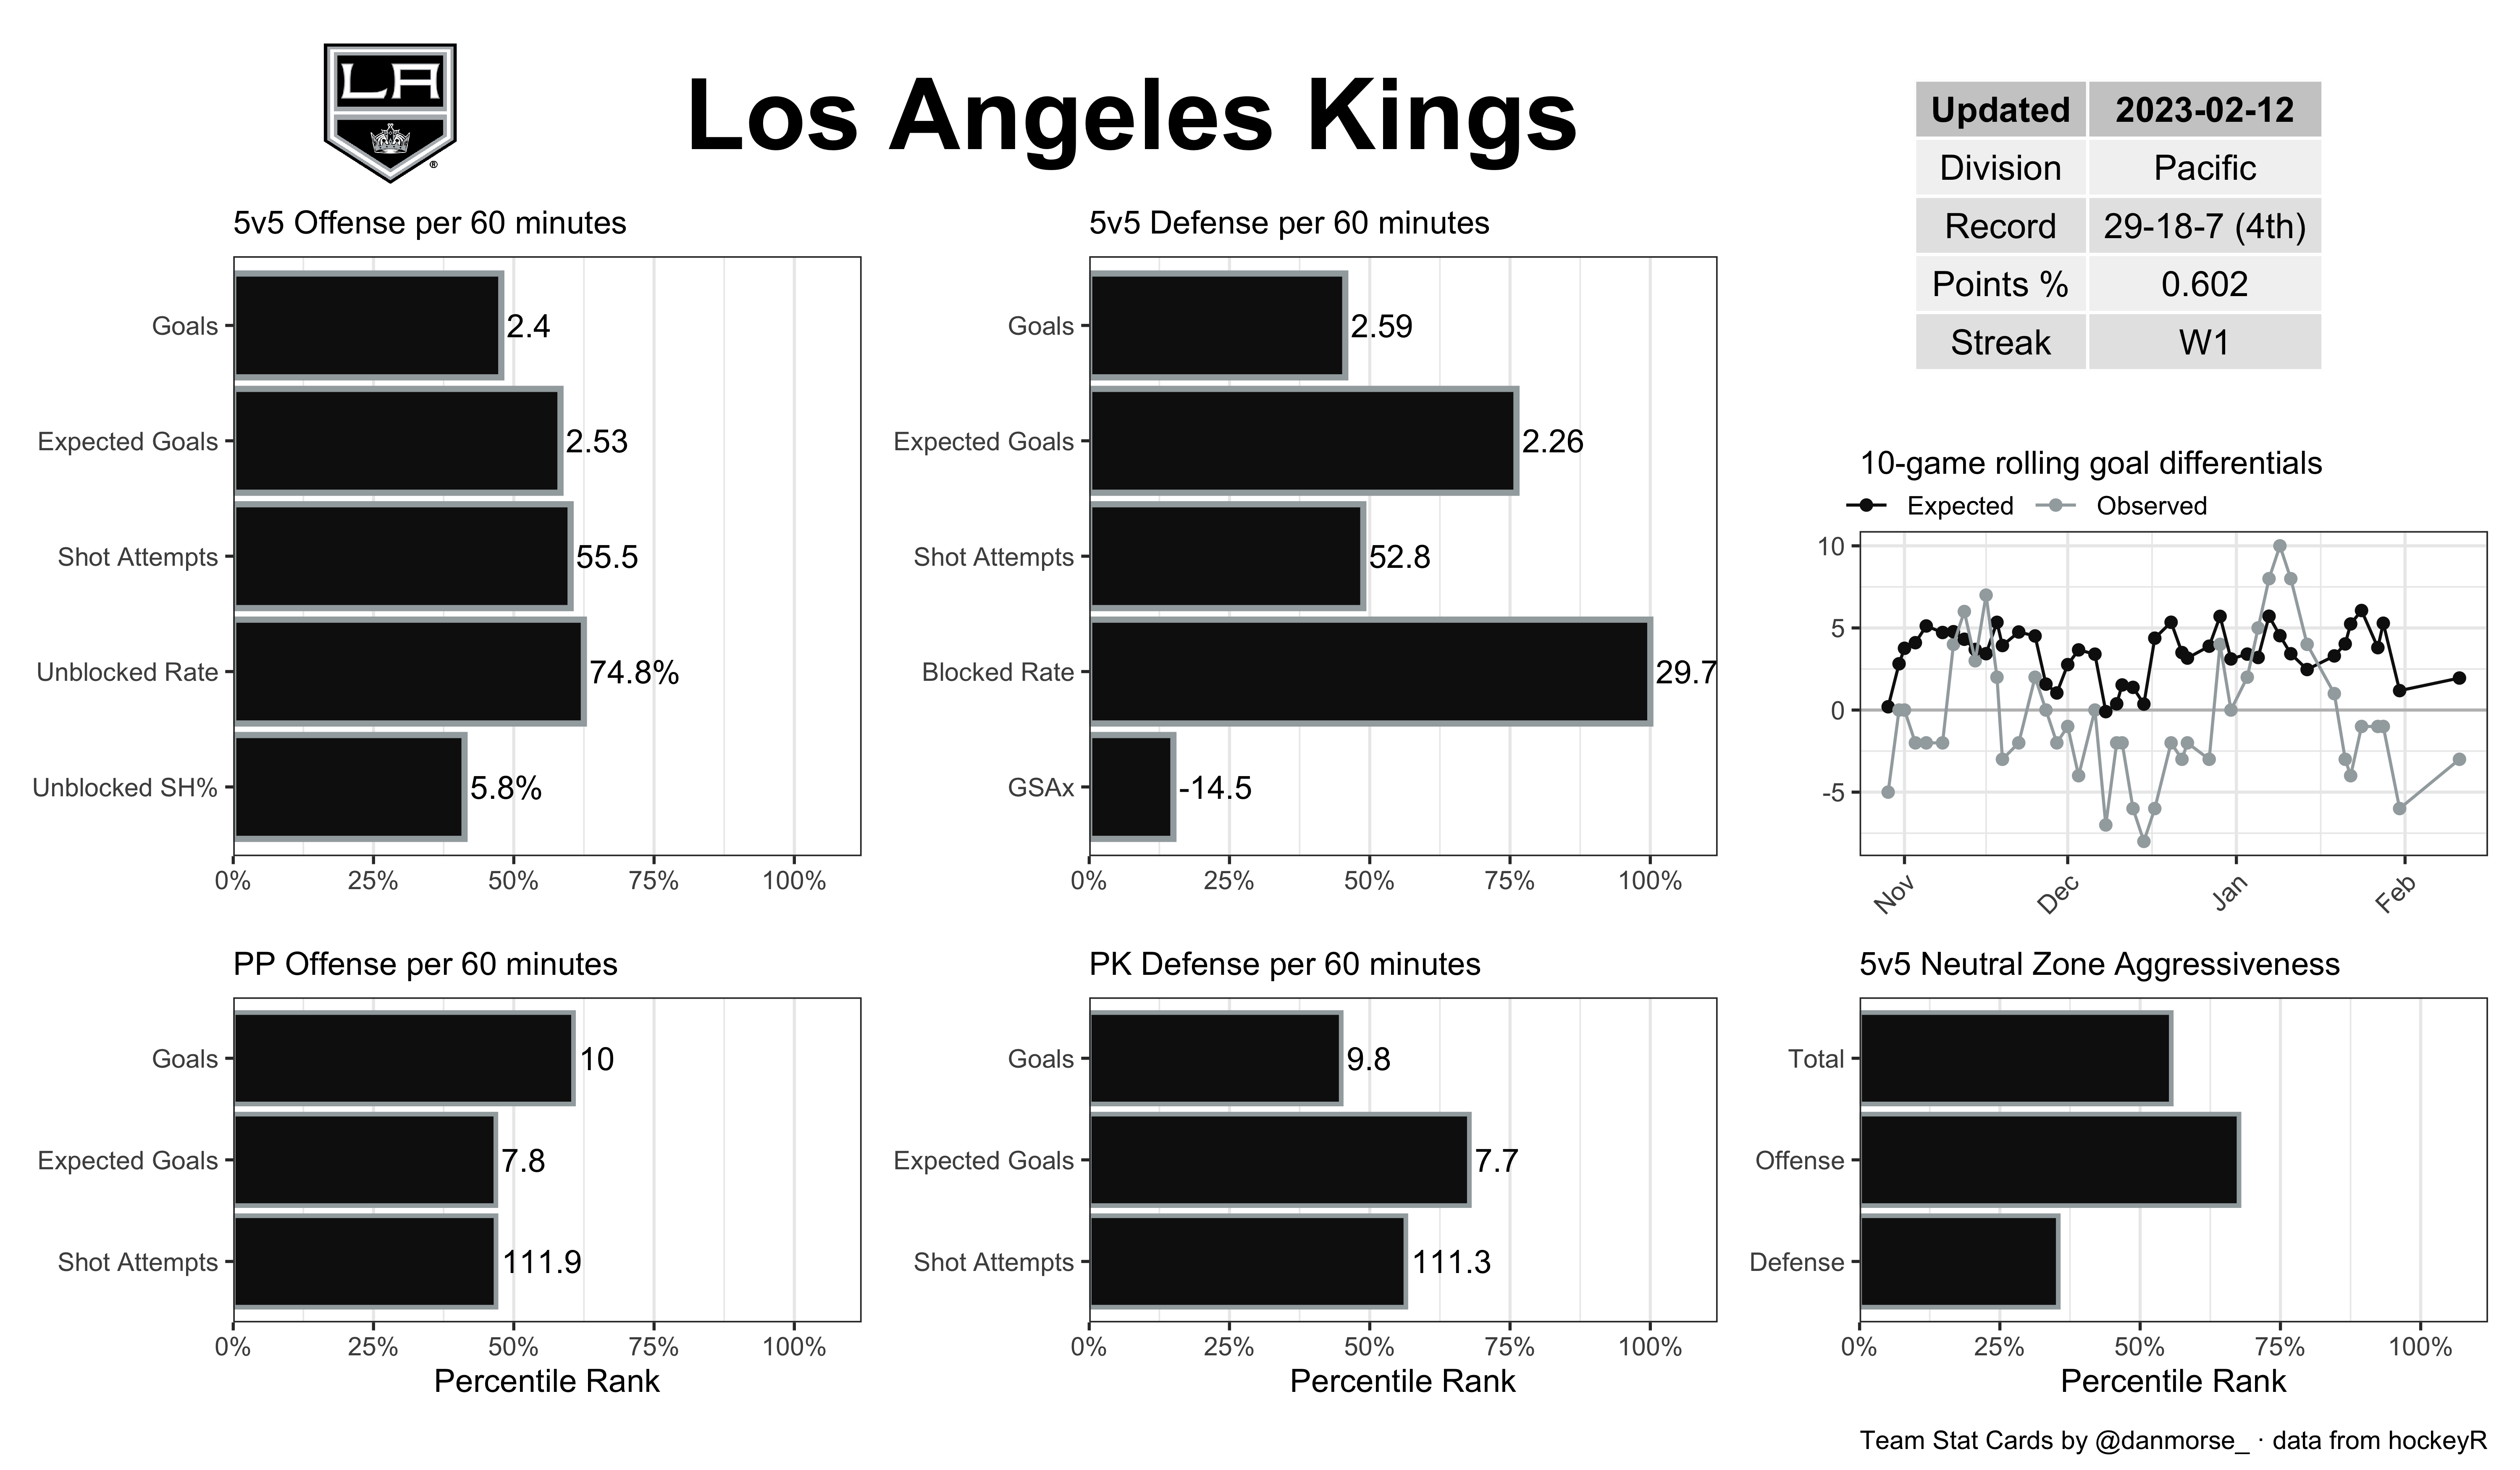 LA
®
Los Angeles Kings
Updated 2023-02-12
Division Pacific
Record 29-18-7 (4th)
Points % 0.602
Streak W1
5v5 Offense per 60 minutes
Goals 2.4
Expected Goals 2.53
Shot Attempts 55.5
Unblocked Rate 74.8%
Unblocked SH% 5.8%
0% 25% 50% 75% 100%
5v5 Defense per 60 minutes
Goals 2.59
Expected Goals 2.26
Shot Attempts 52.8
Blocked Rate 29.7
GSAx -14.5
0% 25% 50% 75% 100%
10-game rolling goal differentials
Expected Observed
10
5
0
-5
Nov Dec Jan Feb
PP Offense per 60 minutes
Goals 10
Expected Goals 7.8
Shot Attempts 111.9
0% 25% 50% 75% 100%
Percentile Rank
PK Defense per 60 minutes
Goals 9.8
Expected Goals 7.7
Shot Attempts 111.3
0% 25% 50% 75% 100%
Percentile Rank
5v5 Neutral Zone Aggressiveness
Total
Offense
Defense
0% 25% 50% 75% 100%
Percentile Rank
Team Stat Cards by @danmorse_ · data from hockeyR